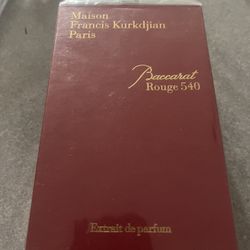 Maison
Francis Kurkdjian
Paris
Baccarat
Rouge 540
Extrait de parfum